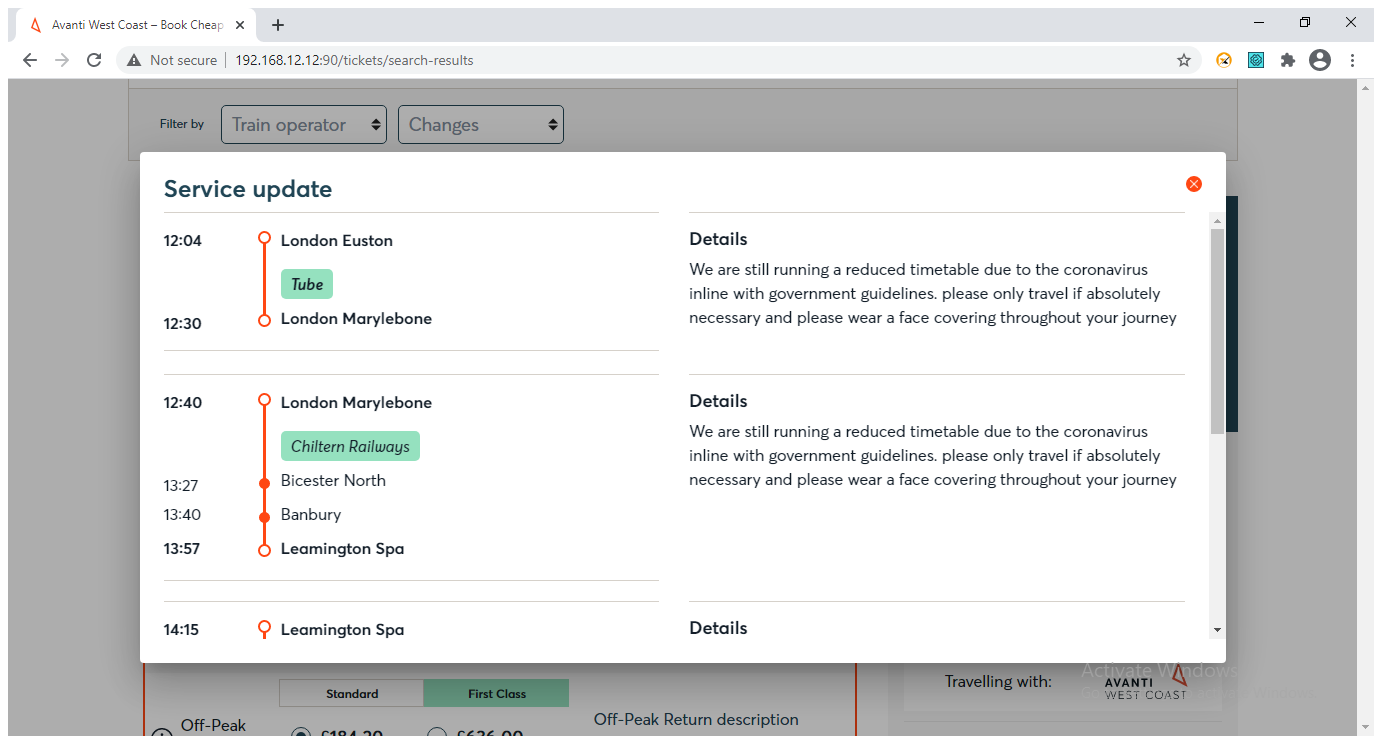 Avanti West Coast – Book Cheap
Not secure
192.168.12.12:90/tickets/search-results
Filter by
Train operator
Changes
Service update
12:04
London Euston
Tube
12:30
London Marylebone
Details
We are still running a reduced timetable due to the coronavirus
inline with government guidelines. please only travel if absolutely
necessary and please wear a face covering throughout your journey
12:40
London Marylebone
Chiltern Railways
13:27
Bicester North
13:40
Banbury
13:57
Leamington Spa
Details
We are still running a reduced timetable due to the coronavirus
inline with government guidelines. please only travel if absolutely
necessary and please wear a face covering throughout your journey
14:15
Leamington Spa
Details
Standard
First Class
Off-Peak
£184.20
£636.00
Off-Peak Return description
Travelling with:
AVANTI
WEST COAST
Activate Windows